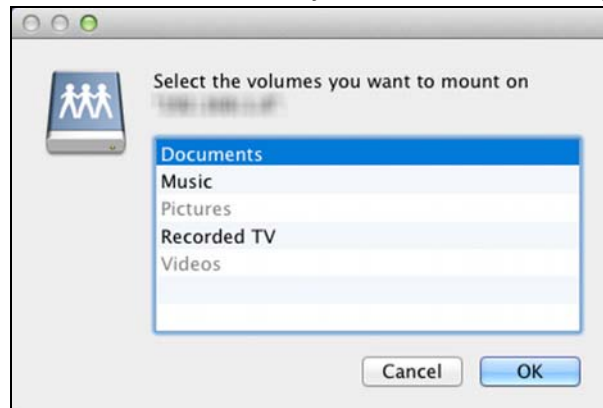 Select the volumes you want to mount on
Documents
Music
Pictures
Recorded TV
Videos
Cancel
OK